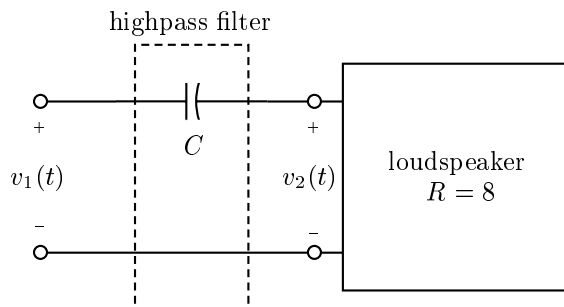 highpass filter
+
C
+
v₁(t)
v₂(t)
loudspeaker
R = 8
−
−